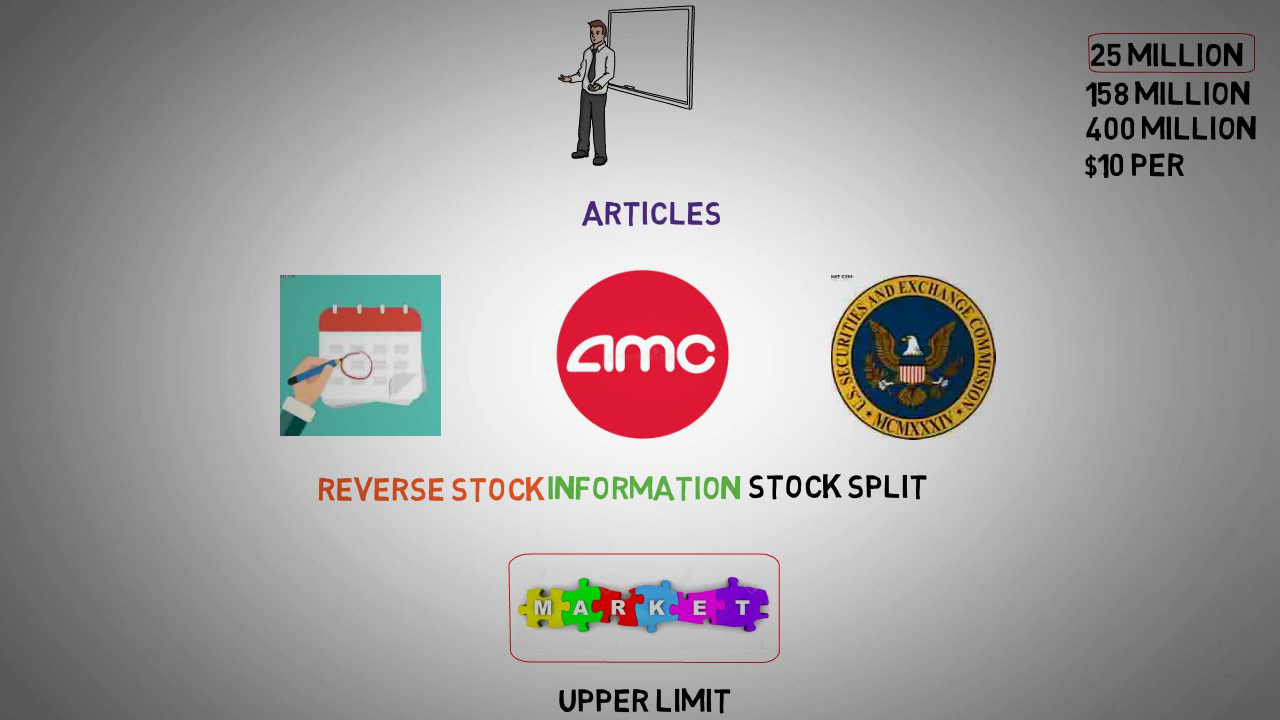 25 MILLION
158 MILLION
400 MILLION
$10 PER
ARTICLES
amc
U.S. SECURITIES AND EXCHANGE COMMISSION
MCMXXXIV
REVERSE STOCK INFORMATION STOCK SPLIT
MARKET
UPPER LIMIT